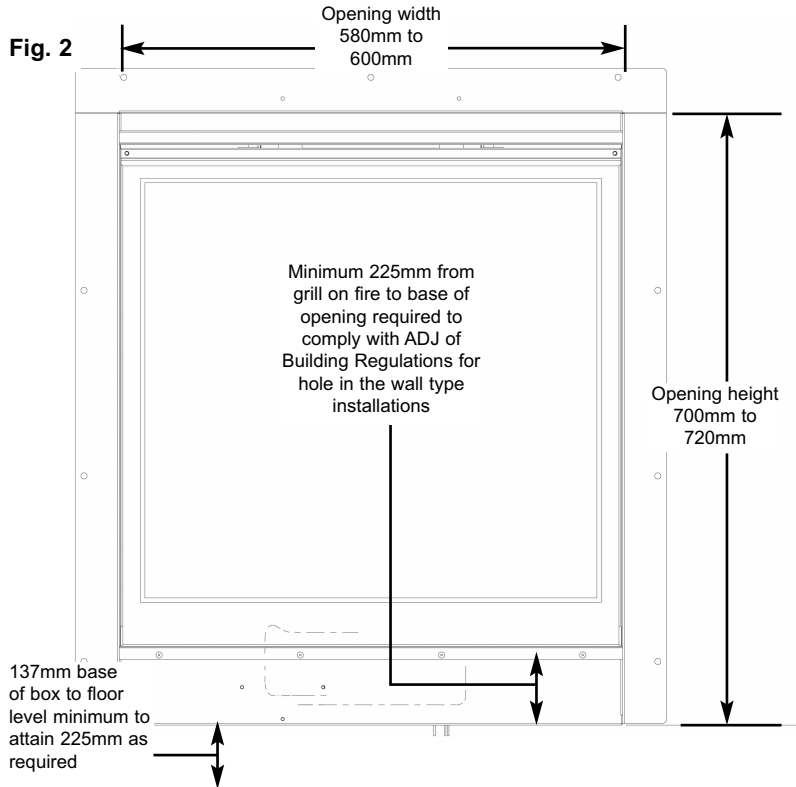 Fig. 2
Opening width
580mm to
600mm
Minimum 225mm from
grill on fire to base of
opening required to
comply with ADJ of
Building Regulations for
hole in the wall type
installations
Opening height
700mm to
720mm
137mm base
of box to floor
level minimum to
attain 225mm as
required